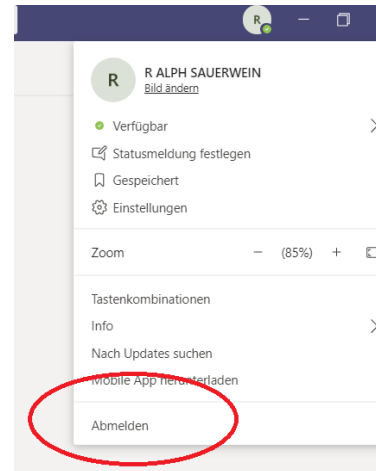 R
R
R ALPH SAUERWEIN
Bild ändern
Verfügbar
Statusmeldung festlegen
Gespeichert
Einstellungen
Zoom − (85%) +
Tastenkombinationen
Info
Nach Updates suchen
Mobile App herunterladen
Abmelden